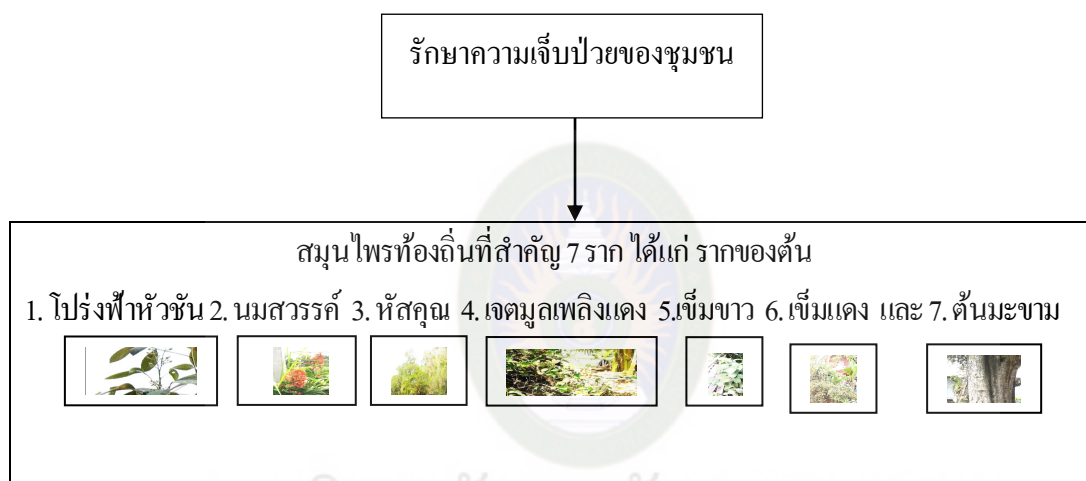 รักษาความเจ็บป่วยของชุมชน
สมุนไพรท้องถิ่นที่สำคัญ 7 ราก ได้แก่ รากของต้น
1. โปร่งฟ้าหัวชัน 2. นมสวรรค์ 3. หัสคุณ 4. เจตมูลเพลิงแดง 5.เข็มขาว 6. เข็มแดง และ 7. ต้นมะขาม